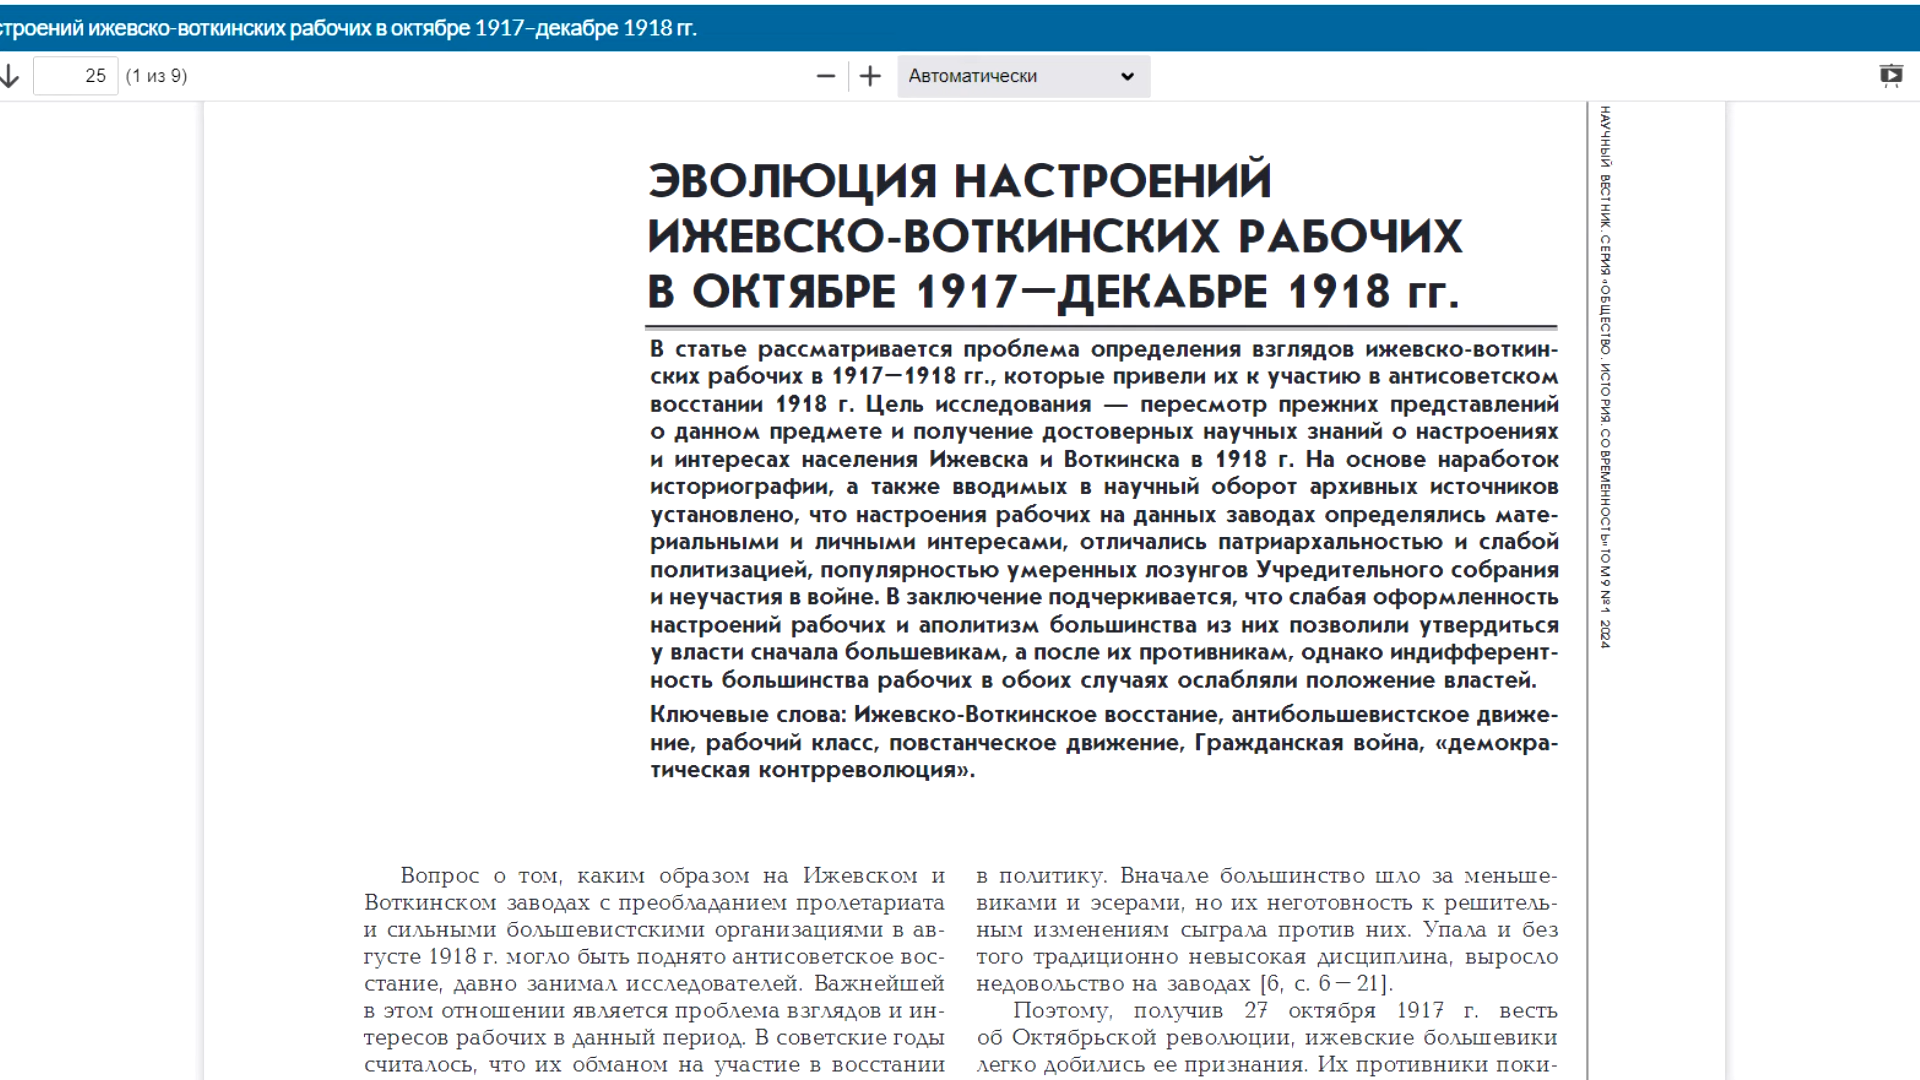 строений ижевско-воткинских рабочих в октябре 1917–декабре 1918 гг.
25 (1 из 9)
Автоматически
ЭВОЛЮЦИЯ НАСТРОЕНИЙ
ИЖЕВСКО-ВОТКИНСКИХ РАБОЧИХ
В ОКТЯБРЕ 1917—ДЕКАБРЕ 1918 гг.
В статье рассматривается проблема определения взглядов ижевско-воткин-
ских рабочих в 1917—1918 гг., которые привели их к участию в антисоветском
восстании 1918 г. Цель исследования — пересмотр прежних представлений
о данном предмете и получение достоверных научных знаний о настроениях
и интересах населения Ижевска и Воткинска в 1918 г. На основе наработок
историографии, а также вводимых в научный оборот архивных источников
установлено, что настроения рабочих на данных заводах определялись мате-
риальными и личными интересами, отличались патриархальностью и слабой
политизацией, популярностью умеренных лозунгов Учредительного собрания
и неучастия в войне. В заключение подчеркивается, что слабая оформленность
настроений рабочих и аполитизм большинства из них позволили утвердиться
у власти сначала большевикам, а после их противникам, однако индифферент-
ность большинства рабочих в обоих случаях ослабляли положение властей.
Ключевые слова: Ижевско-Воткинское восстание, антибольшевистское движе-
ние, рабочий класс, повстанческое движение, Гражданская война, «демокра-
тическая контрреволюция».
Вопрос о том, каким образом на Ижевском и
Воткинском заводах с преобладанием пролетариата
и сильными большевистскими организациями в ав-
густе 1918 г. могло быть поднято антисоветское вос-
стание, давно занимал исследователей. Важнейшей
в этом отношении является проблема взглядов и ин-
тересов рабочих в данный период. В советские годы
считалось, что их обманом на участие в восстании
в политику. Вначале большинство шло за меньше-
виками и эсерами, но их неготовность к решитель-
ным изменениям сыграла против них. Упала и без
того традиционно невысокая дисциплина, выросло
недовольство на заводах [6, с. 6—21].
Поэтому, получив 27 октября 1917 г. весть
об Октябрьской революции, ижевские большевики
легко добились ее признания. Их противники поки-
НАУЧНЫЙ ВЕСТНИК. СЕРИЯ «ОБЩЕСТВО. ИСТОРИЯ. СОВРЕМЕННОСТЬ» ТОМ 9 № 1 2024